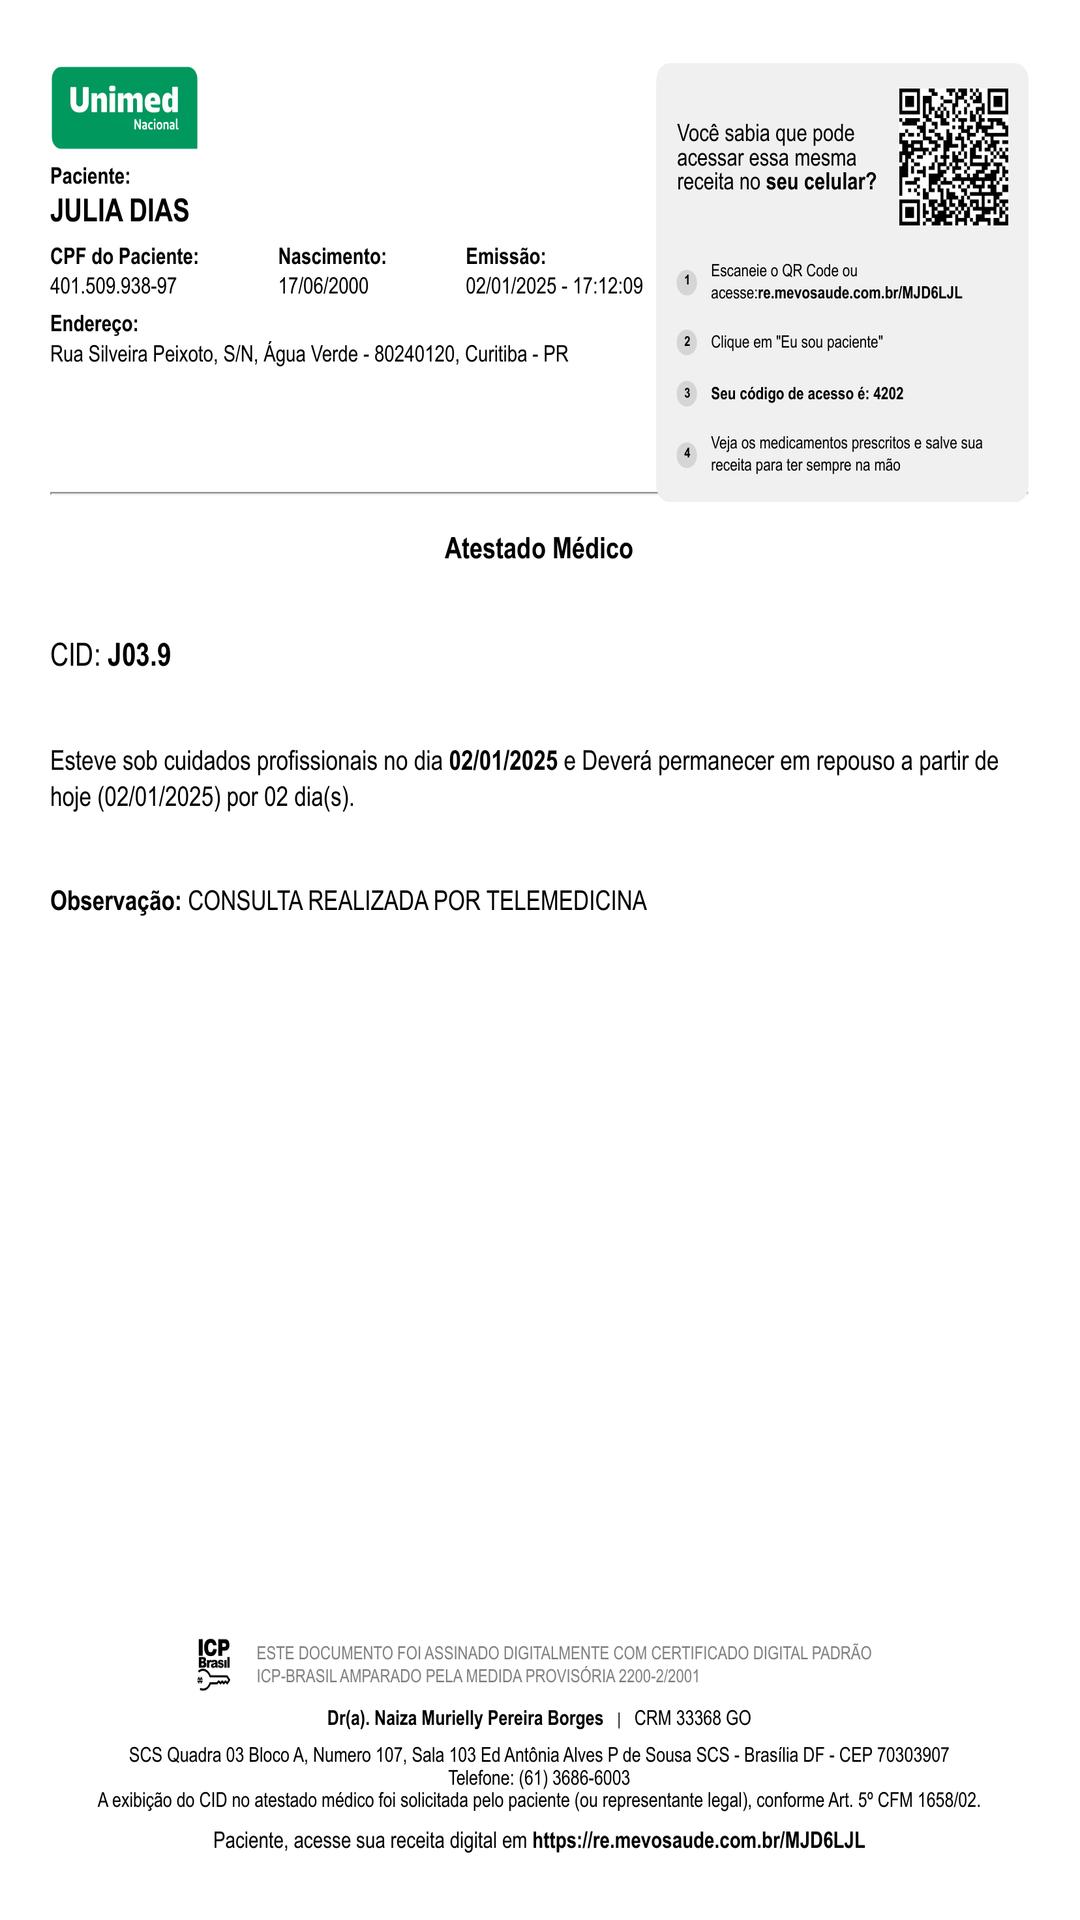 Unimed
Nacional
Paciente:
JULIA DIAS
CPF do Paciente:
401.509.938-97
Nascimento:
17/06/2000
Emissão:
02/01/2025 - 17:12:09
Endereço:
Rua Silveira Peixoto, S/N, Água Verde - 80240120, Curitiba - PR
Você sabia que pode
acessar essa mesma
receita no seu celular?
1
Escaneie o QR Code ou
acesse:re.mevosaude.com.br/MJD6LJL
2
Clique em "Eu sou paciente"
3
Seu código de acesso é: 4202
4
Veja os medicamentos prescritos e salve sua
receita para ter sempre na mão
Atestado Médico
CID: J03.9
Esteve sob cuidados profissionais no dia 02/01/2025 e Deverá permanecer em repouso a partir de
hoje (02/01/2025) por 02 dia(s).
Observação: CONSULTA REALIZADA POR TELEMEDICINA
ICP
Brasil
ESTE DOCUMENTO FOI ASSINADO DIGITALMENTE COM CERTIFICADO DIGITAL PADRÃO
ICP-BRASIL AMPARADO PELA MEDIDA PROVISÓRIA 2200-2/2001
Dr(a). Naiza Murielly Pereira Borges | CRM 33368 GO
SCS Quadra 03 Bloco A, Numero 107, Sala 103 Ed Antônia Alves P de Sousa SCS - Brasília DF - CEP 70303907
Telefone: (61) 3686-6003
A exibição do CID no atestado médico foi solicitada pelo paciente (ou representante legal), conforme Art. 5º CFM 1658/02.
Paciente, acesse sua receita digital em https://re.mevosaude.com.br/MJD6LJL